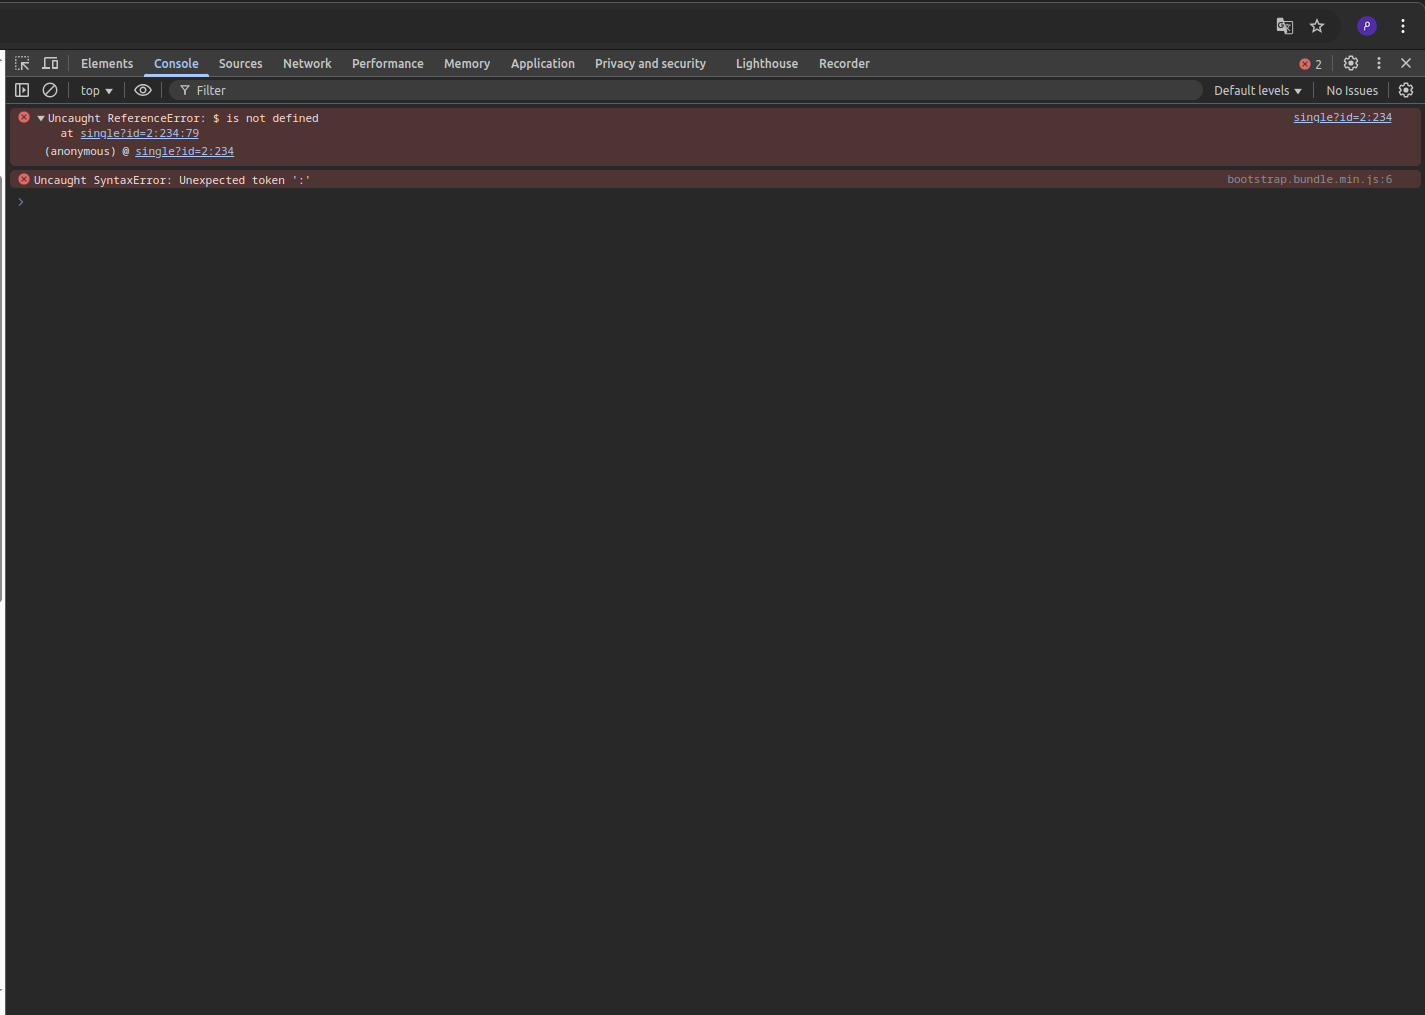 Elements Console Sources Network Performance Memory Application Privacy and security Lighthouse Recorder 2
top Filter Default levels No Issues
Uncaught ReferenceError: $ is not defined single?id=2:234
at single?id=2:234:79
(anonymous) @ single?id=2:234
Uncaught SyntaxError: Unexpected token ':' bootstrap.bundle.min.js:6